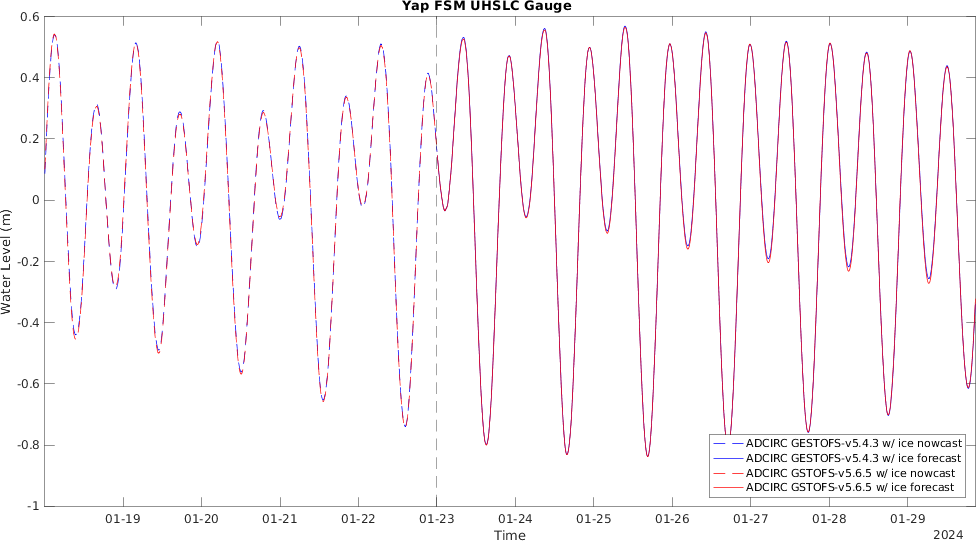 Yap FSM UHSLC Gauge
Water Level (m)
0.6
0.4
0.2
0
-0.2
-0.4
-0.6
-0.8
-1
ADCIRC GESTOFS-v5.4.3 w/ ice nowcast
ADCIRC GESTOFS-v5.4.3 w/ ice forecast
ADCIRC GSTOFS-v5.6.5 w/ ice nowcast
ADCIRC GSTOFS-v5.6.5 w/ ice forecast
01-19 01-20 01-21 01-22 01-23 01-24 01-25 01-26 01-27 01-28 01-29
Time
2024